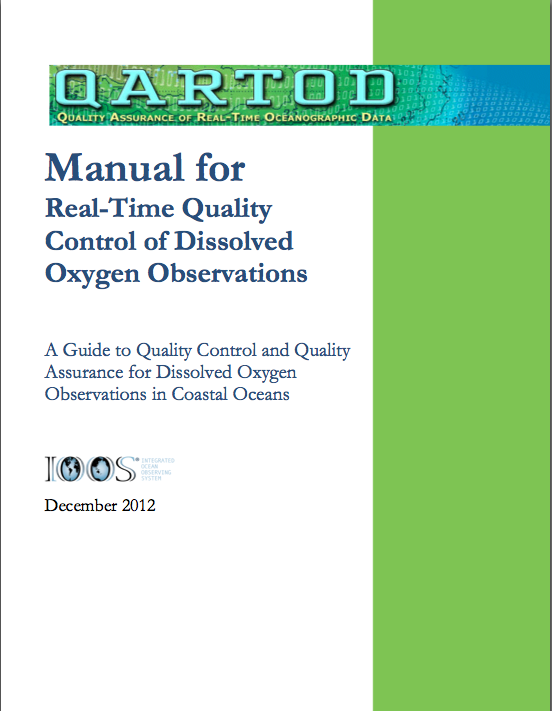 QARTOD
QUALITY ASSURANCE OF REAL-TIME OCEANOGRAPHIC DATA
Manual for
Real-Time Quality
Control of Dissolved
Oxygen Observations
A Guide to Quality Control and Quality
Assurance for Dissolved Oxygen
Observations in Coastal Oceans
IOOS®
INTEGRATED
OCEAN
OBSERVING
SYSTEM
December 2012